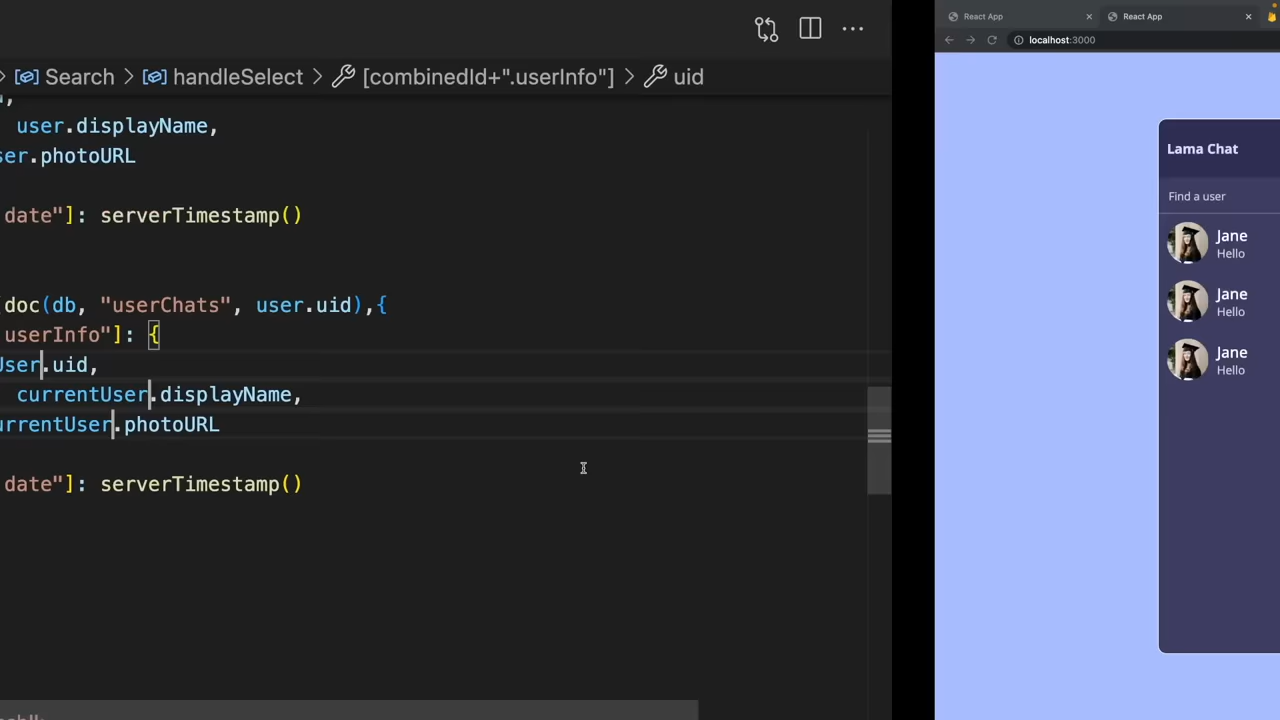 Search > handleSelect > [combinedId+".userInfo"] > uid
user.displayName,
ser.photoURL
date"]: serverTimestamp()
(doc(db, "userChats", user.uid),{
userInfo"]: {
User.uid,
currentUser.displayName,
urrentUser.photoURL
date"]: serverTimestamp()
React App
React App
localhost:3000
Lama Chat
Find a user
Jane
Hello
Jane
Hello
Jane
Hello